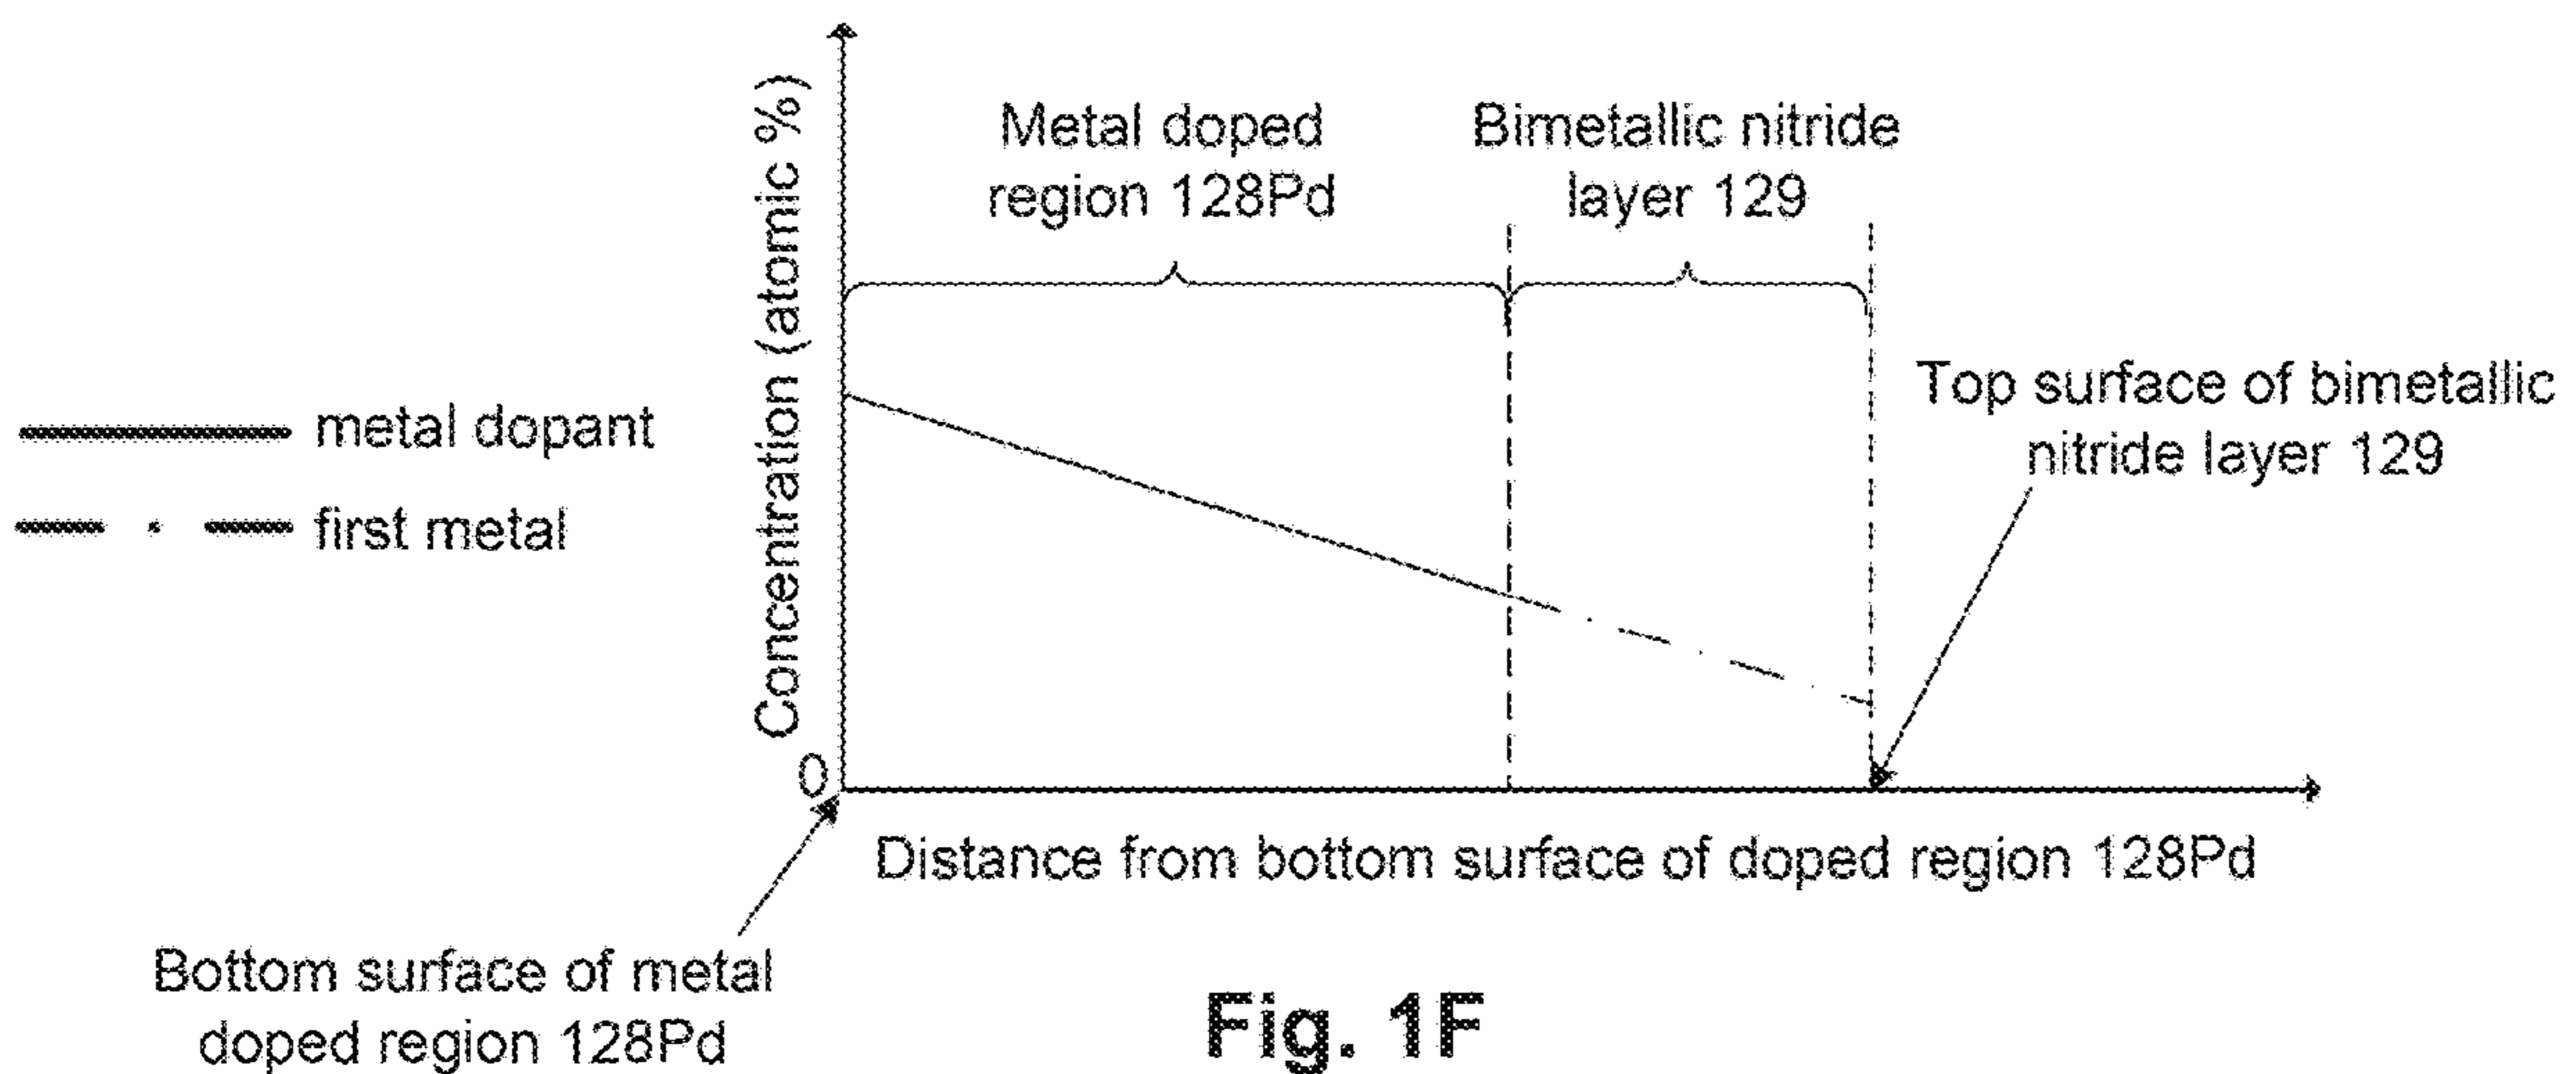 Concentration (atomic %)
Metal doped
region 128Pd
Bimetallic nitride
layer 129
Top surface of bimetallic
nitride layer 129
metal dopant
first metal
0
Distance from bottom surface of doped region 128Pd
Bottom surface of metal
doped region 128Pd
Fig. 1F